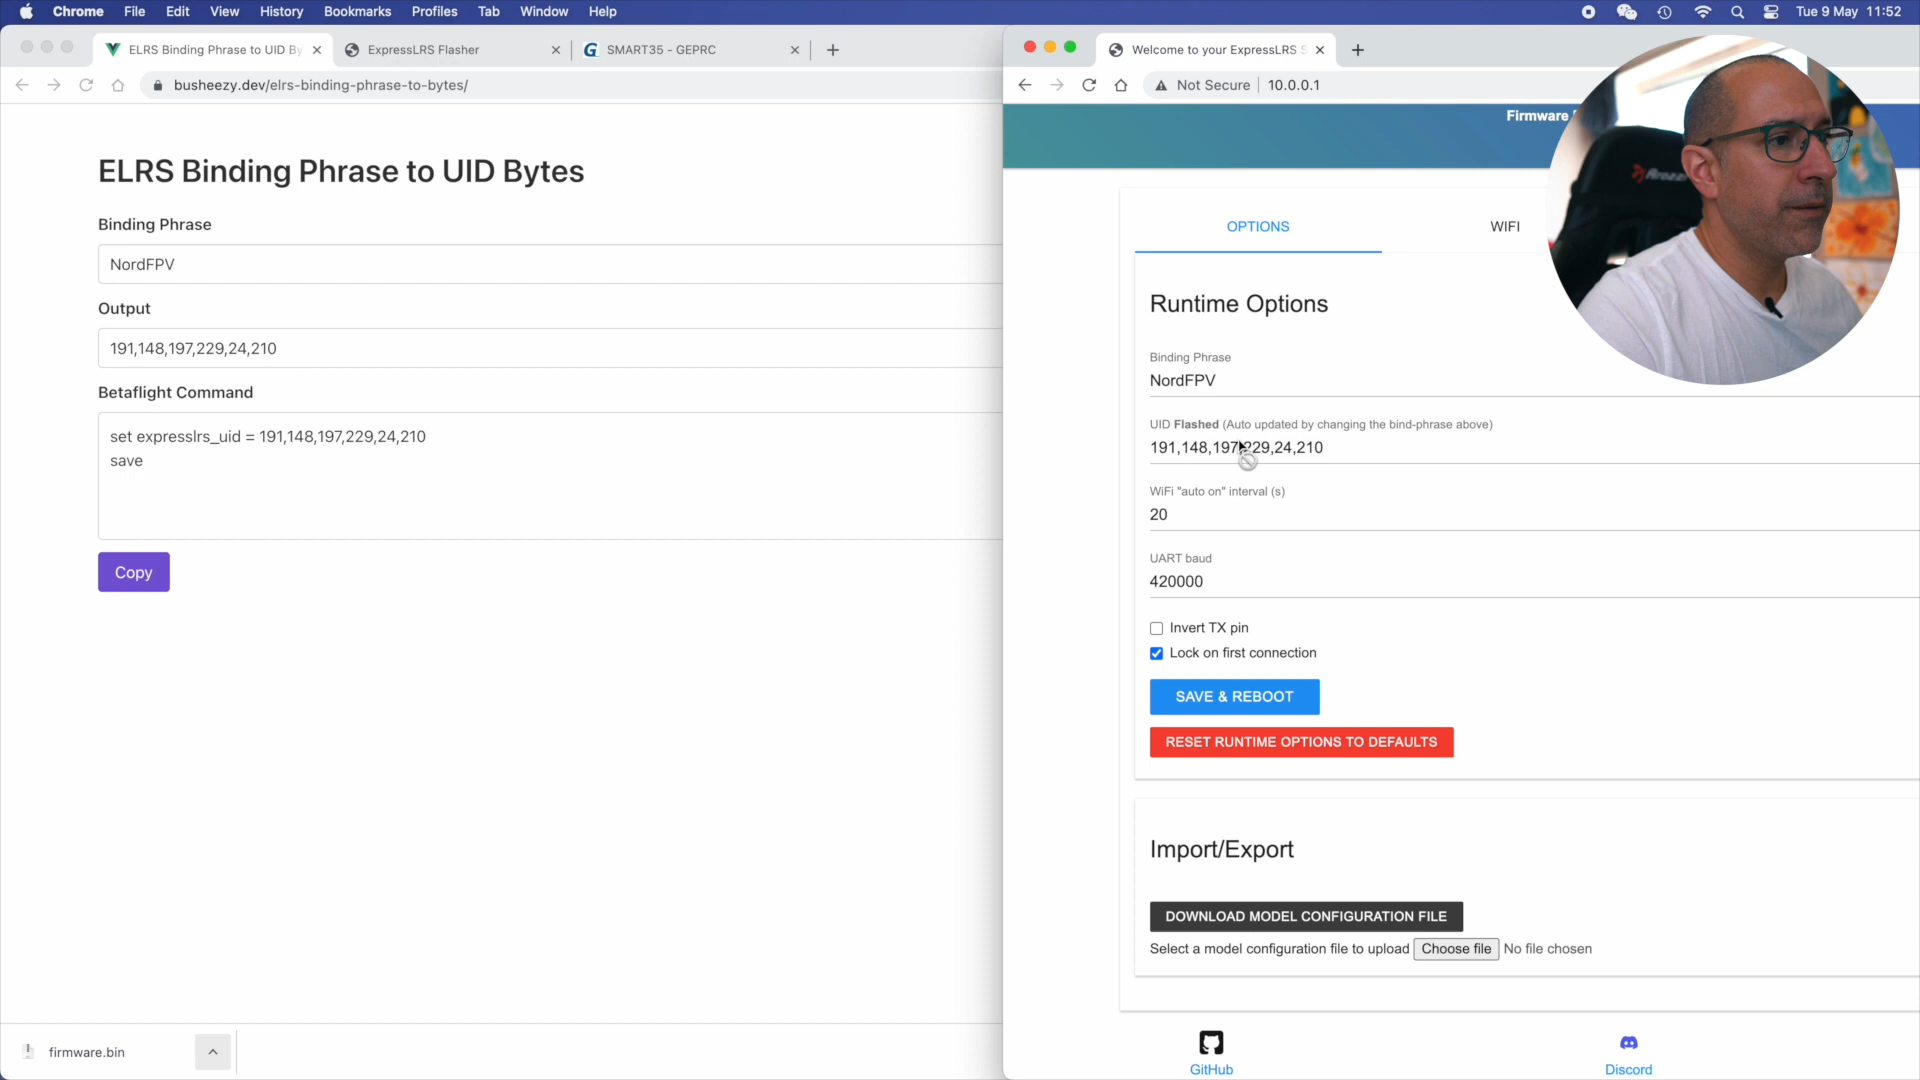 Chrome File Edit View History Bookmarks Profiles Tab Window Help
Tue 9 May 11:52
ELRS Binding Phrase to UID By
ExpressLRS Flasher
SMART35 - GEPRC
busheezy.dev/elrs-binding-phrase-to-bytes/
ELRS Binding Phrase to UID Bytes
Binding Phrase
NordFPV
Output
191,148,197,229,24,210
Betaflight Command
set expresslrs_uid = 191,148,197,229,24,210
save
Copy
firmware.bin
Welcome to your ExpressLRS S
Not Secure 10.0.0.1
Firmware
OPTIONS
WIFI
Runtime Options
Binding Phrase
NordFPV
UID Flashed (Auto updated by changing the bind-phrase above)
191,148,197,229,24,210
WiFi "auto on" interval (s)
20
UART baud
420000
Invert TX pin
Lock on first connection
SAVE & REBOOT
RESET RUNTIME OPTIONS TO DEFAULTS
Import/Export
DOWNLOAD MODEL CONFIGURATION FILE
Select a model configuration file to upload Choose file No file chosen
GitHub
Discord